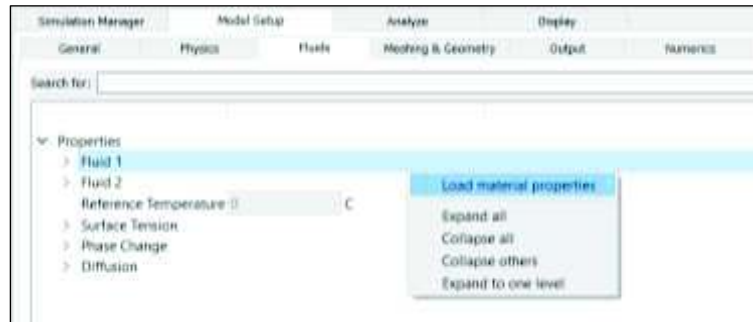 Simulation Manager Model Setup Analyze Display
General Physics Fluids Meshing & Geometry Output Numerics
Search for:
Properties
Fluid 1
Fluid 2
Load material properties
Reference Temperature 0 C
Expand all
Surface Tension
Collapse all
Phase Change
Collapse others
Diffusion
Expand to one level